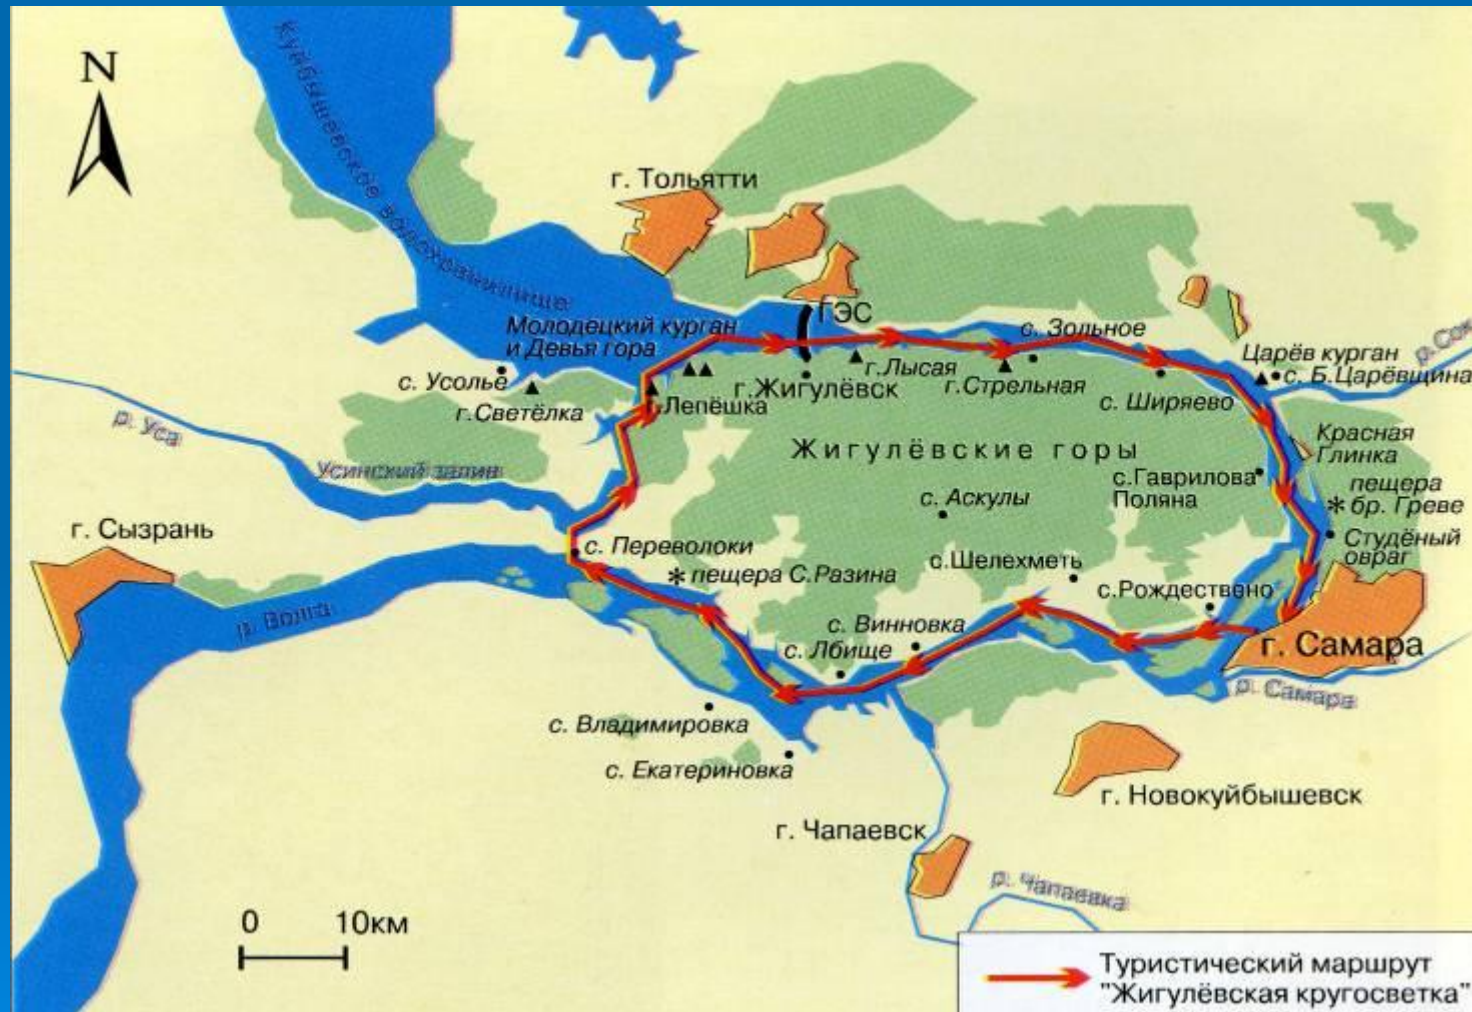 N
Куйбышевское водохранилище
г. Тольятти
ГЭС
Молодецкий курган
и Девья гора
с. Зольное
Царёв курган
р.Сок
с. Усолье
г.Светёлка
г.Лепёшка
г.Жигулёвск
г.Лысая
г.Стрельная
с. Ширяево
с. Б.Царёвщина
р. Уса
Усинский залив
Жигулёвские горы
Красная
Глинка
с.Гаврилова
Поляна
пещера
бр. Греве
с. Аскулы
г. Сызрань
с. Переволоки
Студёный
овраг
пещера С.Разина
с.Шелехметь
с.Рождествено
р. Волга
с. Винновка
с. Лбище
г. Самара
р. Самара
с. Владимировка
с. Екатериновка
г. Новокуйбышевск
г. Чапаевск
р. Чапаевка
0 10км
Туристический маршрут
"Жигулёвская кругосветка"